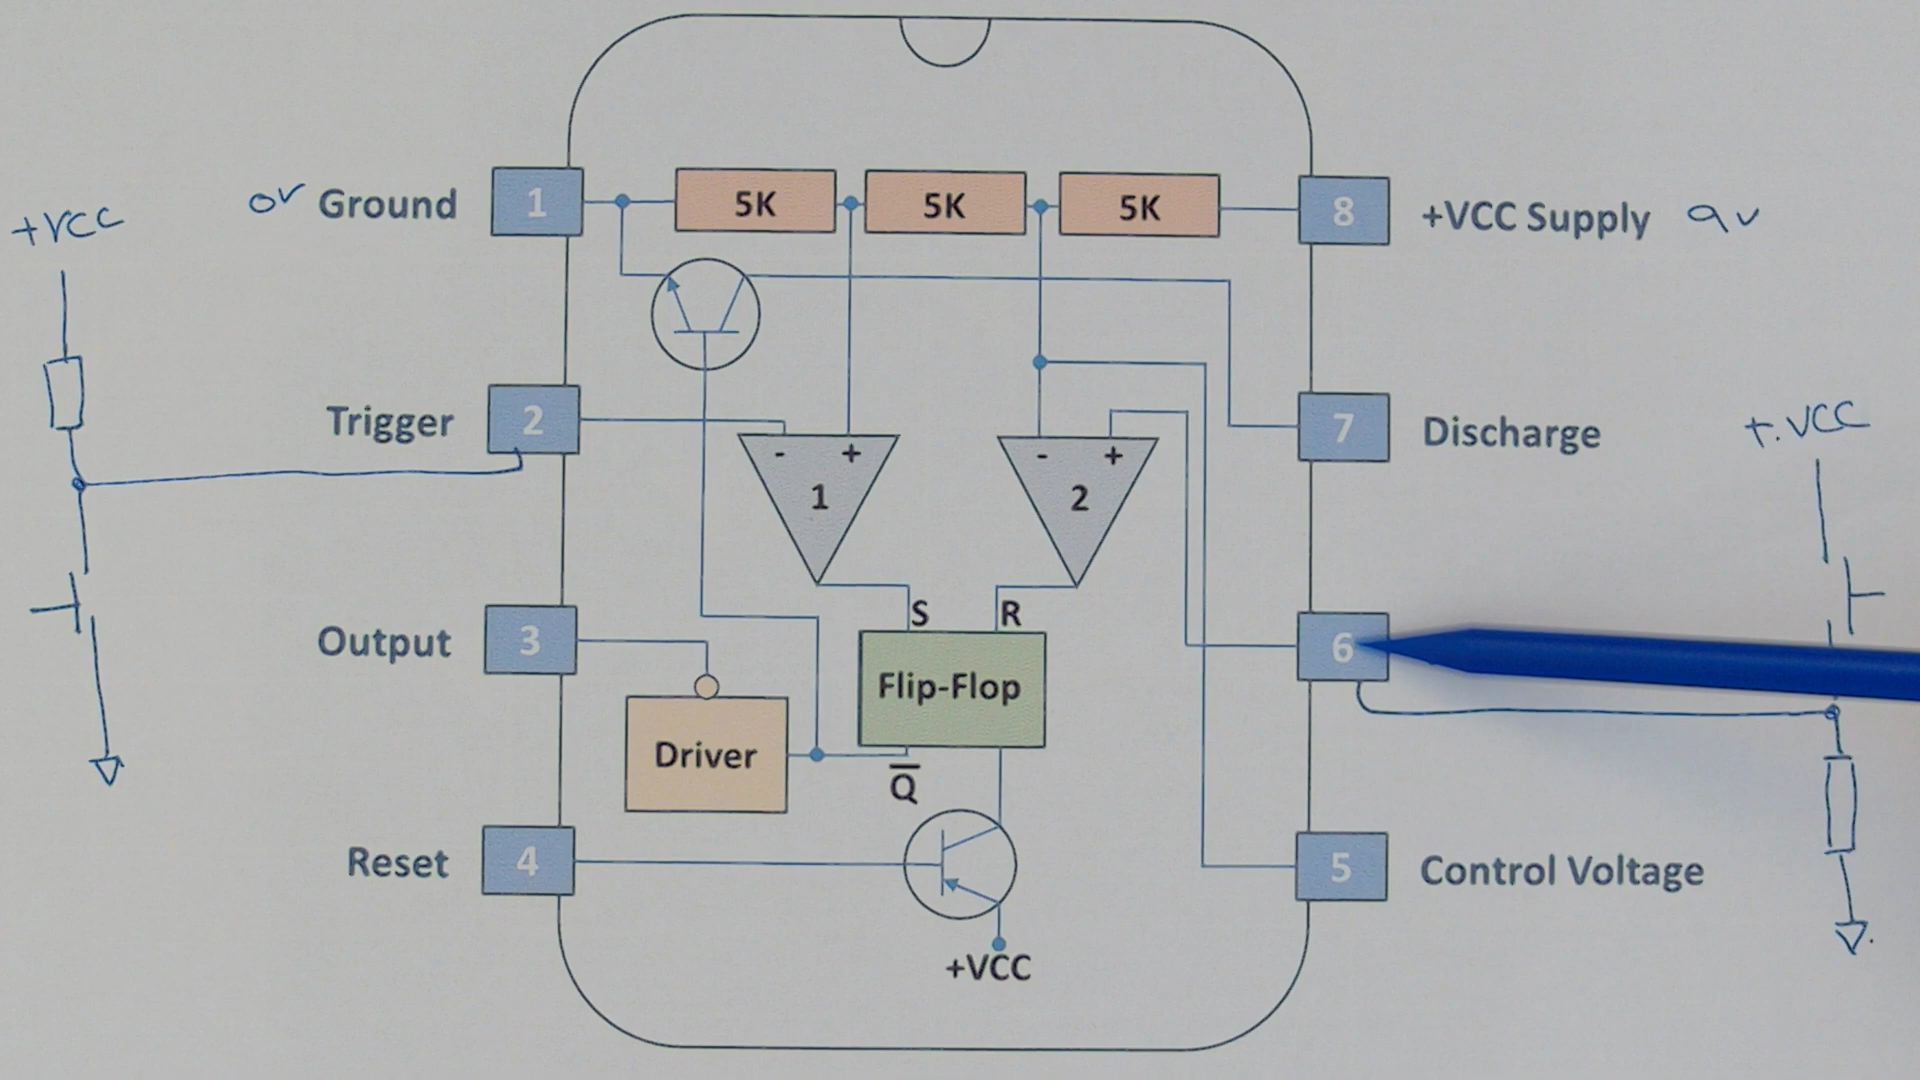 0V Ground 1 5K 5K 5K 8 +VCC Supply 9V
+VCC
Trigger 2 7 Discharge
+.VCC
- + - +
1 2
S R
Output 3 6
Flip-Flop
Driver
Q̅
Reset 4 5 Control Voltage
+VCC